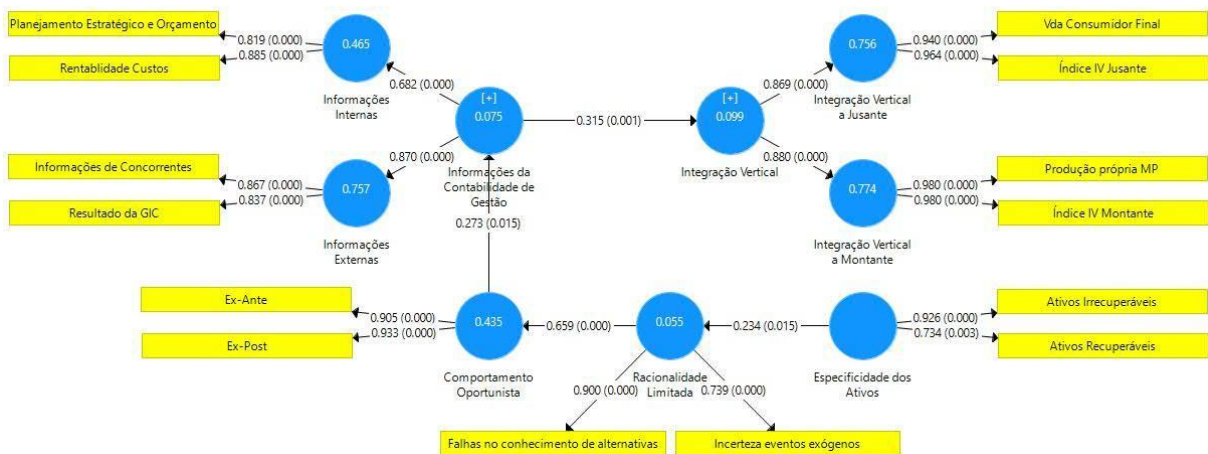 Planejamento Estratégico e Orçamento
0.819 (0.000)
0.885 (0.000)
Rentablidade Custos
0.465
Informações
Internas
0.682 (0.000)
[+]
0.075
Informações da
Contabilidade de
Gestão
0.870 (0.000)
Informações de Concorrentes
0.867 (0.000)
0.837 (0.000)
Resultado da GIC
0.757
Informações
Externas
0.315 (0.001)
[+]
0.099
Integração Vertical
0.869 (0.000)
0.880 (0.000)
0.756
Integração Vertical
a Jusante
0.940 (0.000)
0.964 (0.000)
Vda Consumidor Final
Índice IV Jusante
0.774
Integração Vertical
a Montante
0.980 (0.000)
0.980 (0.000)
Produção própria MP
Índice IV Montante
0.273 (0.015)
Ex-Ante
0.905 (0.000)
0.933 (0.000)
Ex-Post
0.435
Comportamento
Oportunista
0.659 (0.000)
0.055
Racionalidade
Limitada
0.234 (0.015)
Especificidade dos
Ativos
0.926 (0.000)
0.734 (0.003)
Ativos Irrecuperáveis
Ativos Recuperáveis
0.900 (0.000)
0.739 (0.000)
Falhas no conhecimento de alternativas
Incerteza eventos exógenos